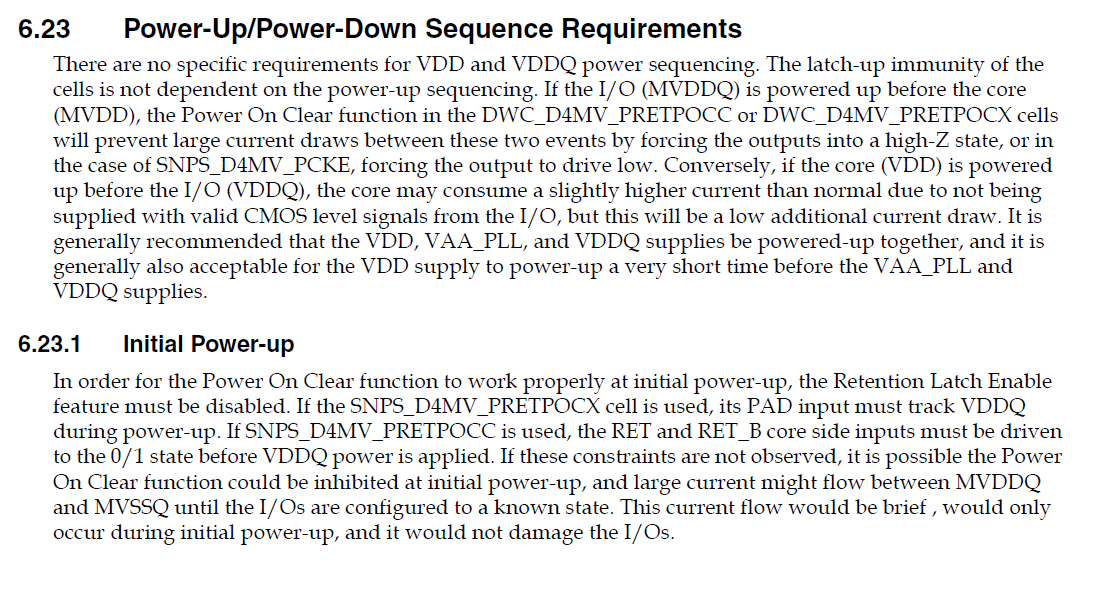 6.23 Power-Up/Power-Down Sequence Requirements
There are no specific requirements for VDD and VDDQ power sequencing. The latch-up immunity of the
cells is not dependent on the power-up sequencing. If the I/O (MVDDQ) is powered up before the core
(MVDD), the Power On Clear function in the DWC_D4MV_PRETPOCC or DWC_D4MV_PRETPOCX cells
will prevent large current draws between these two events by forcing the outputs into a high-Z state, or in
the case of SNPS_D4MV_PCKE, forcing the output to drive low. Conversely, if the core (VDD) is powered
up before the I/O (VDDQ), the core may consume a slightly higher current than normal due to not being
supplied with valid CMOS level signals from the I/O, but this will be a low additional current draw. It is
generally recommended that the VDD, VAA_PLL, and VDDQ supplies be powered-up together, and it is
generally also acceptable for the VDD supply to power-up a very short time before the VAA_PLL and
VDDQ supplies.
6.23.1 Initial Power-up
In order for the Power On Clear function to work properly at initial power-up, the Retention Latch Enable
feature must be disabled. If the SNPS_D4MV_PRETPOCX cell is used, its PAD input must track VDDQ
during power-up. If SNPS_D4MV_PRETPOCC is used, the RET and RET_B core side inputs must be driven
to the 0/1 state before VDDQ power is applied. If these constraints are not observed, it is possible the Power
On Clear function could be inhibited at initial power-up, and large current might flow between MVDDQ
and MVSSQ until the I/Os are configured to a known state. This current flow would be brief , would only
occur during initial power-up, and it would not damage the I/Os.